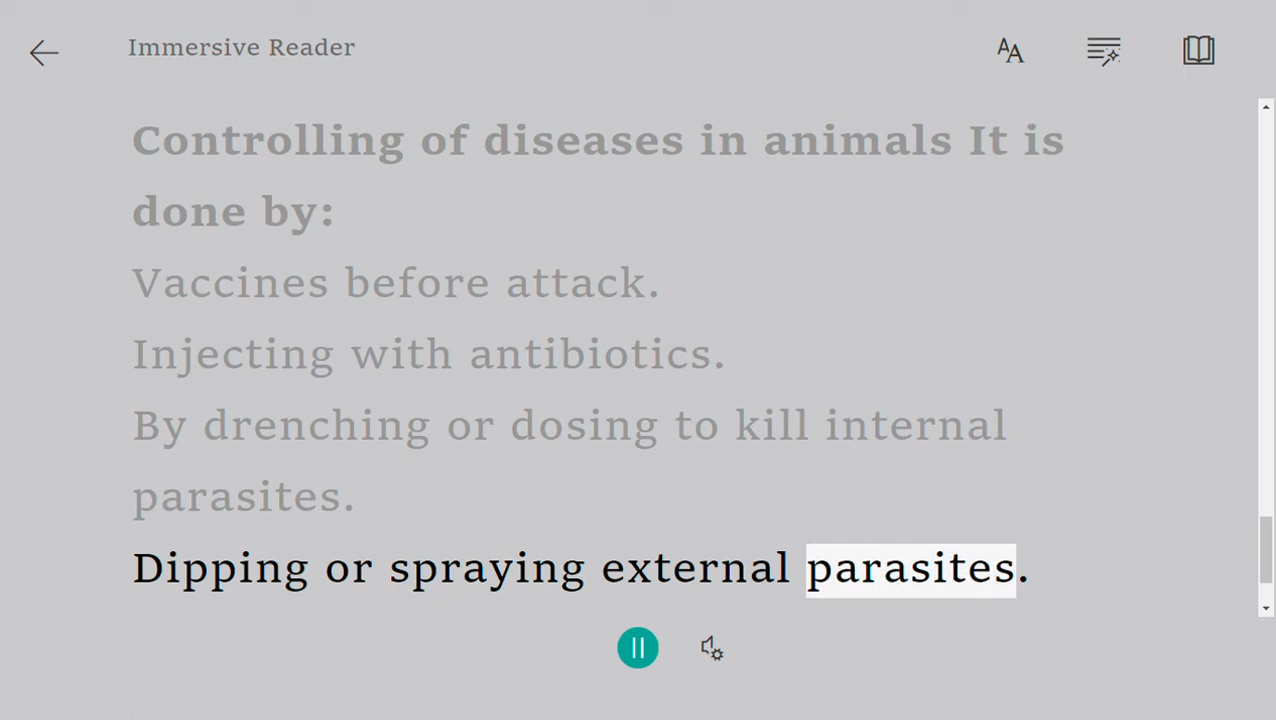 Immersive Reader
Controlling of diseases in animals It is
done by:
Vaccines before attack.
Injecting with antibiotics.
By drenching or dosing to kill internal
parasites.
Dipping or spraying external parasites.